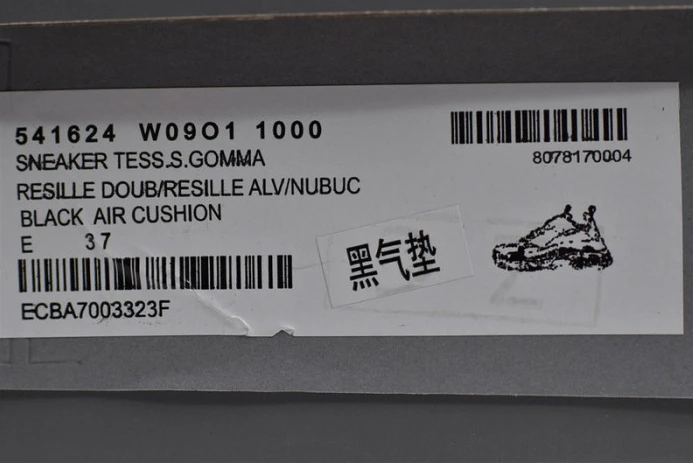 541624 W09O1 1000
SNEAKER TESS.S.GOMMA
RESILLE DOUB/RESILLE ALV/NUBUC
BLACK AIR CUSHION
E 37
ECBA7003323F
8078170004
黑气垫